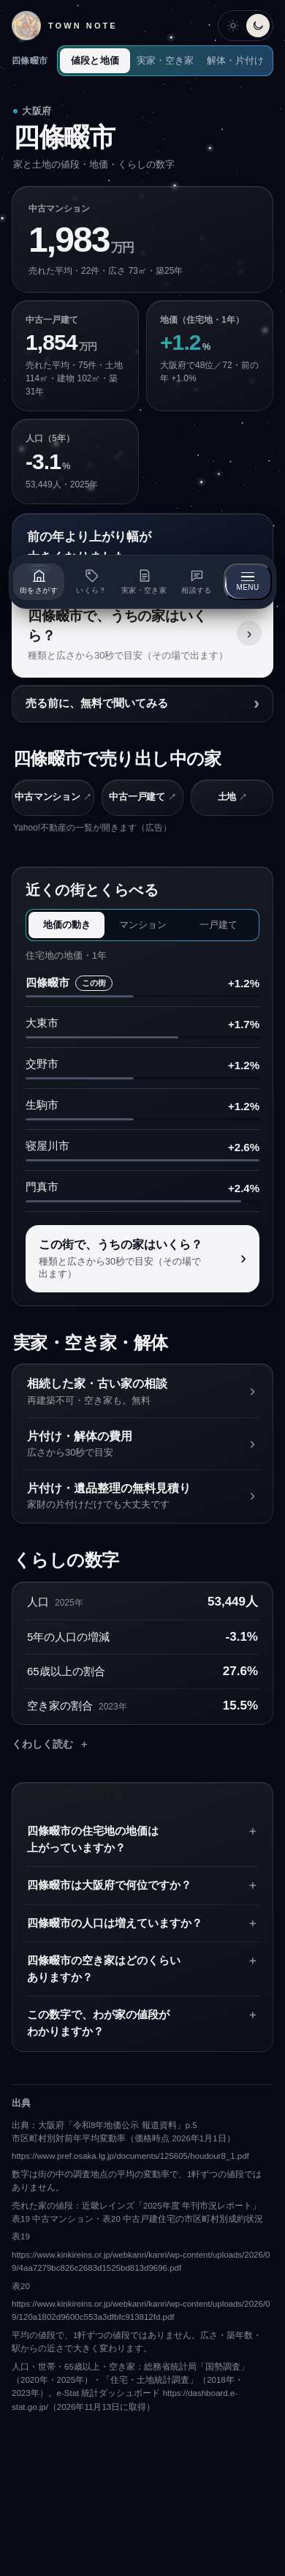 TOWN NOTE
四條畷市
値段と地価
実家・空き家
解体・片付け
大阪府
四條畷市
家と土地の値段・地価・くらしの数字
中古マンション
1,983万円
売れた平均・22件・広さ 73㎡・築25年
中古一戸建て
1,854万円
売れた平均・75件・土地
114㎡・建物 102㎡・築
31年
地価（住宅地・1年）
+1.2%
大阪府で48位／72・前の
年 +1.0%
人口（5年）
-3.1%
53,449人・2025年
前の年より上がり幅が
街をさがす
いくら？
実家・空き家
相談する
MENU
四條畷市で、うちの家はいく
ら？
種類と広さから30秒で目安（その場で出ます）
売る前に、無料で聞いてみる
四條畷市で売り出し中の家
中古マンション ↗
中古一戸建て ↗
土地 ↗
Yahoo!不動産の一覧が開きます（広告）
近くの街とくらべる
地価の動き
マンション
一戸建て
住宅地の地価・1年
四條畷市 この街 +1.2%
大東市 +1.7%
交野市 +1.2%
生駒市 +1.2%
寝屋川市 +2.6%
門真市 +2.4%
この街で、うちの家はいくら？
種類と広さから30秒で目安（その場で
出ます）
実家・空き家・解体
相続した家・古い家の相談
再建築不可・空き家も。無料
片付け・解体の費用
広さから30秒で目安
片付け・遺品整理の無料見積り
家財の片付けだけでも大丈夫です
くらしの数字
人口 2025年 53,449人
5年の人口の増減 -3.1%
65歳以上の割合 27.6%
空き家の割合 2023年 15.5%
くわしく読む +
四條畷市の住宅地の地価は
上がっていますか？
四條畷市は大阪府で何位ですか？
四條畷市の人口は増えていますか？
四條畷市の空き家はどのくらい
ありますか？
この数字で、わが家の値段が
わかりますか？
出典
出典：大阪府「令和8年地価公示 報道資料」p.5
市区町村別対前年平均変動率（価格時点 2026年1月1日）
https://www.pref.osaka.lg.jp/documents/125605/houdour8_1.pdf
数字は街の中の調査地点の平均の変動率で、1軒ずつの値段では
ありません。
売れた家の値段：近畿レインズ「2025年度 年刊市況レポート」
表19 中古マンション・表20 中古戸建住宅の市区町村別成約状況
表19
https://www.kinkireins.or.jp/webkanri/kanri/wp-content/uploads/2026/0
9/4aa7279bc826c2683d1525bd813d9696.pdf
表20
https://www.kinkireins.or.jp/webkanri/kanri/wp-content/uploads/2026/0
9/120a1802d9600c553a3dfbfc913812fd.pdf
平均の値段で、1軒ずつの値段ではありません。広さ・築年数・
駅からの近さで大きく変わります。
人口・世帯・65歳以上・空き家：総務省統計局「国勢調査」
（2020年・2025年）・「住宅・土地統計調査」（2018年・
2023年）。e-Stat 統計ダッシュボード https://dashboard.e-
stat.go.jp/（2026年11月13日に取得）